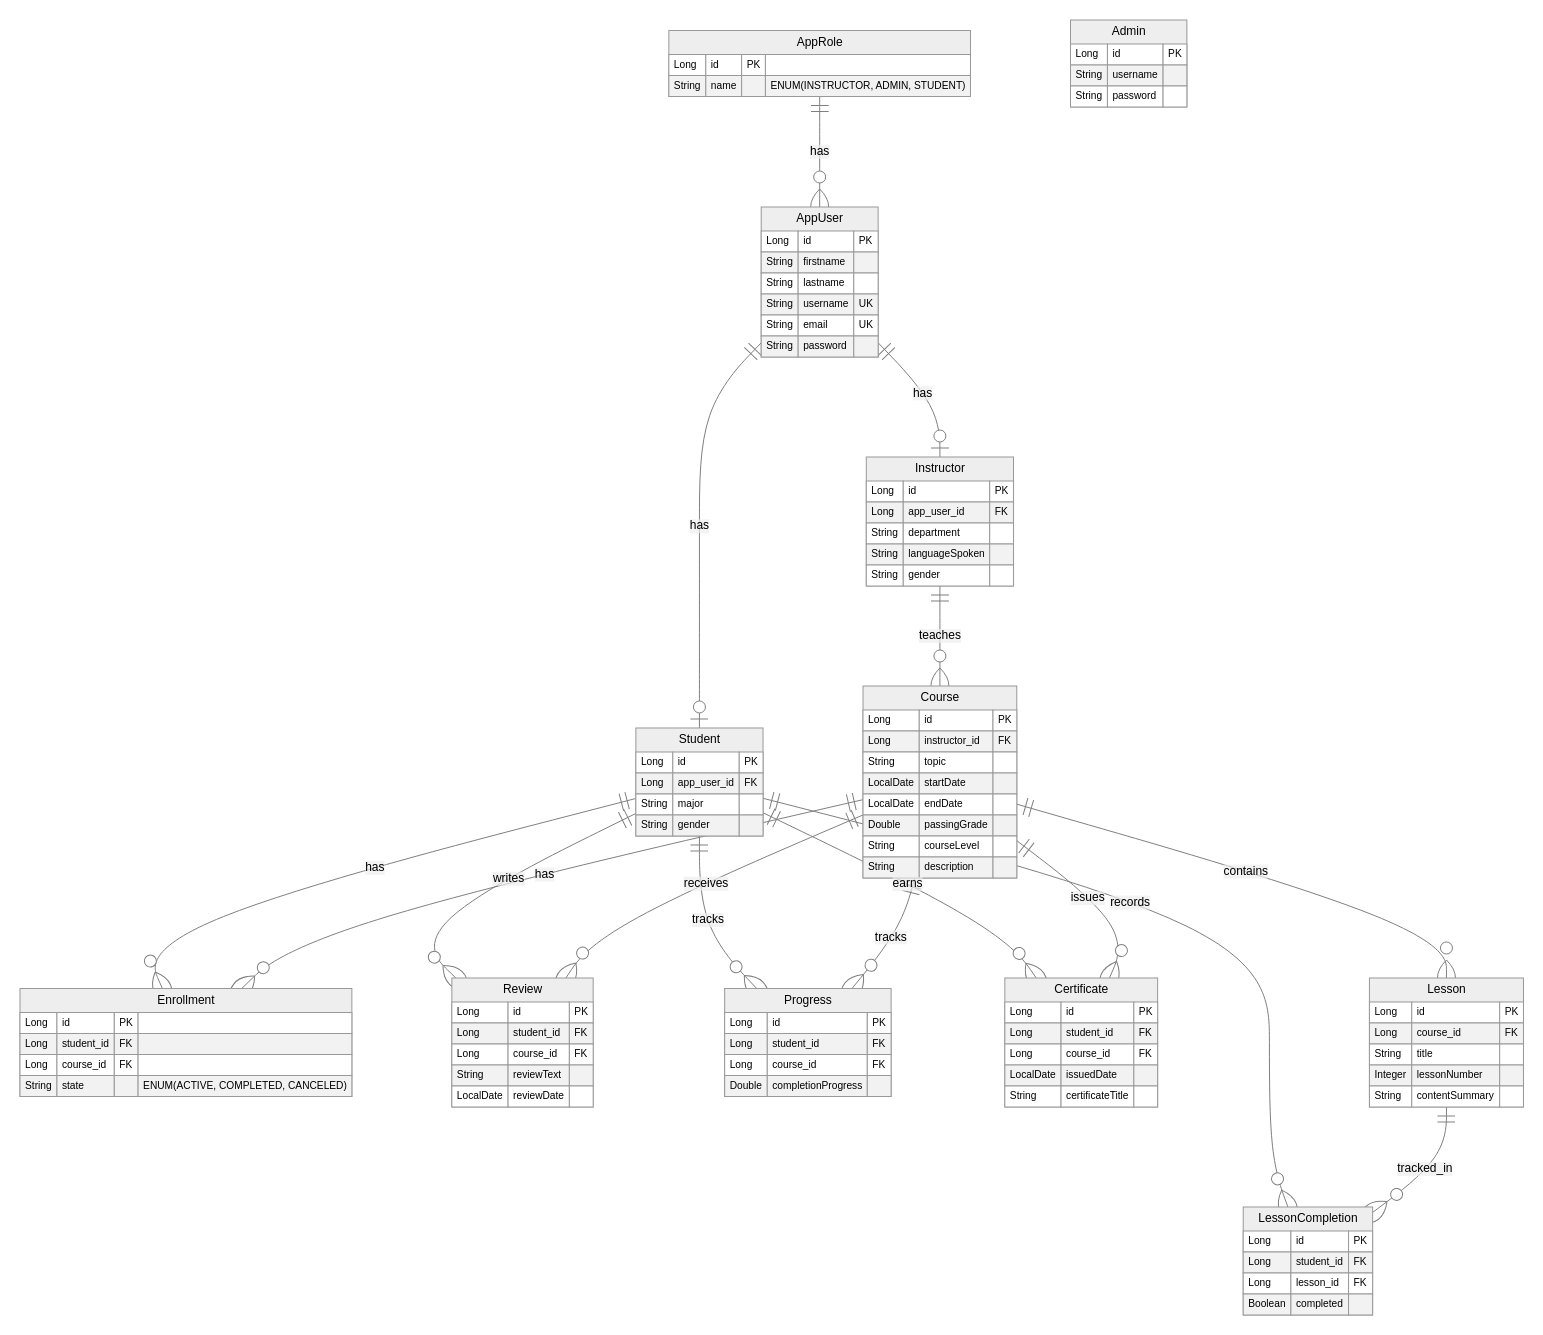 AppRole
Long id PK
String name ENUM(INSTRUCTOR, ADMIN, STUDENT)
Admin
Long id PK
String username
String password
has
AppUser
Long id PK
String firstname
String lastname
String username UK
String email UK
String password
has
has
Instructor
Long id PK
Long app_user_id FK
String department
String languageSpoken
String gender
teaches
Student
Long id PK
Long app_user_id FK
String major
String gender
Course
Long id PK
Long instructor_id FK
String topic
LocalDate startDate
LocalDate endDate
Double passingGrade
String courseLevel
String description
has
writes
has
receives
tracks
earns
tracks
issues
records
contains
Enrollment
Long id PK
Long student_id FK
Long course_id FK
String state ENUM(ACTIVE, COMPLETED, CANCELED)
Review
Long id PK
Long student_id FK
Long course_id FK
String reviewText
LocalDate reviewDate
Progress
Long id PK
Long student_id FK
Long course_id FK
Double completionProgress
Certificate
Long id PK
Long student_id FK
Long course_id FK
LocalDate issuedDate
String certificateTitle
Lesson
Long id PK
Long course_id FK
String title
Integer lessonNumber
String contentSummary
tracked_in
LessonCompletion
Long id PK
Long student_id FK
Long lesson_id FK
Boolean completed